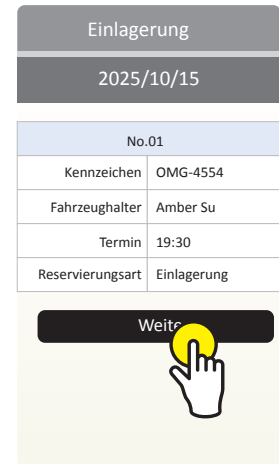 Einlagerung
2025/10/15
No.01
Kennzeichen OMG-4554
Fahrzeughalter Amber Su
Termin 19:30
Reservierungsart Einlagerung